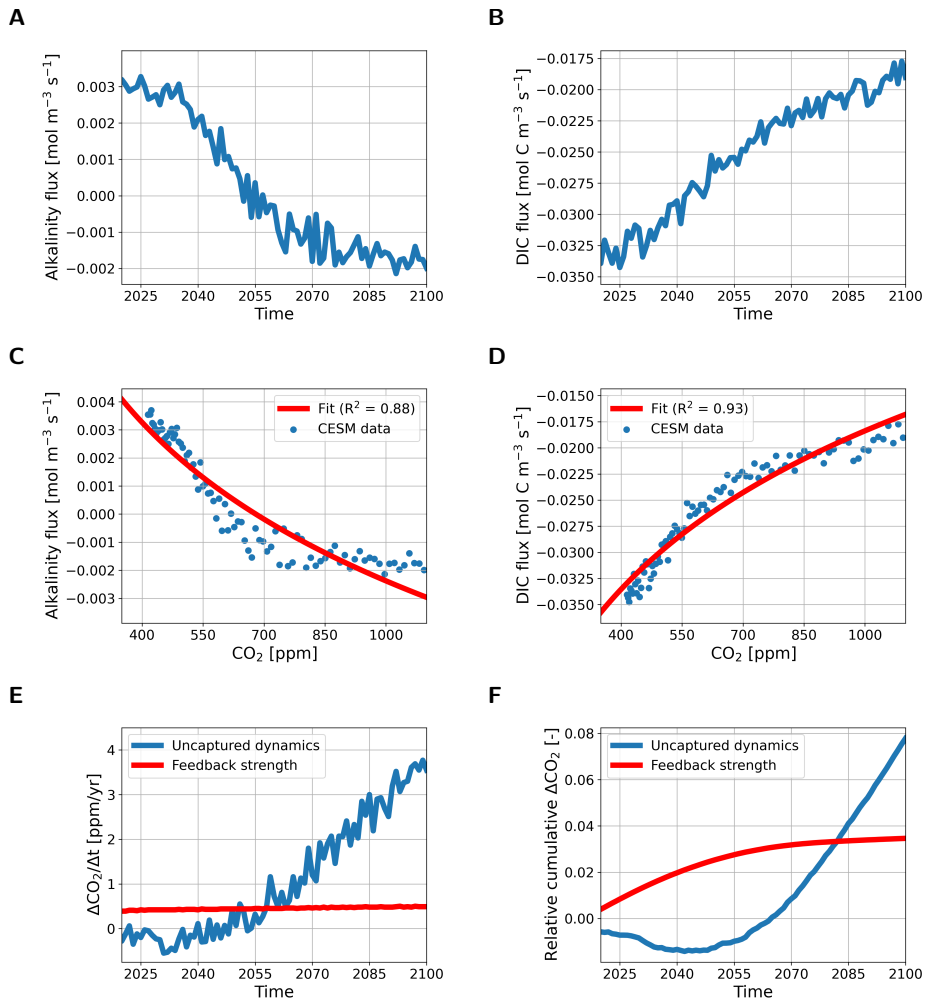 A
B
Alkalinity flux [mol m⁻³ s⁻¹]
0.003
0.002
0.001
0.000
−0.001
−0.002
2025 2040 2055 2070 2085 2100
Time
DIC flux [mol C m⁻³ s⁻¹]
−0.0175
−0.0200
−0.0225
−0.0250
−0.0275
−0.0300
−0.0325
−0.0350
2025 2040 2055 2070 2085 2100
Time
C
D
Alkalinity flux [mol m⁻³ s⁻¹]
0.004
0.003
0.002
0.001
0.000
−0.001
−0.002
−0.003
Fit (R² = 0.88)
CESM data
400 550 700 850 1000
CO₂ [ppm]
DIC flux [mol C m⁻³ s⁻¹]
−0.0150
−0.0175
−0.0200
−0.0225
−0.0250
−0.0275
−0.0300
−0.0325
−0.0350
Fit (R² = 0.93)
CESM data
400 550 700 850 1000
CO₂ [ppm]
E
F
ΔCO₂/Δt [ppm/yr]
4
3
2
1
0
Uncaptured dynamics
Feedback strength
2025 2040 2055 2070 2085 2100
Time
Relative cumulative ΔCO₂ [-]
0.08
0.06
0.04
0.02
0.00
Uncaptured dynamics
Feedback strength
2025 2040 2055 2070 2085 2100
Time